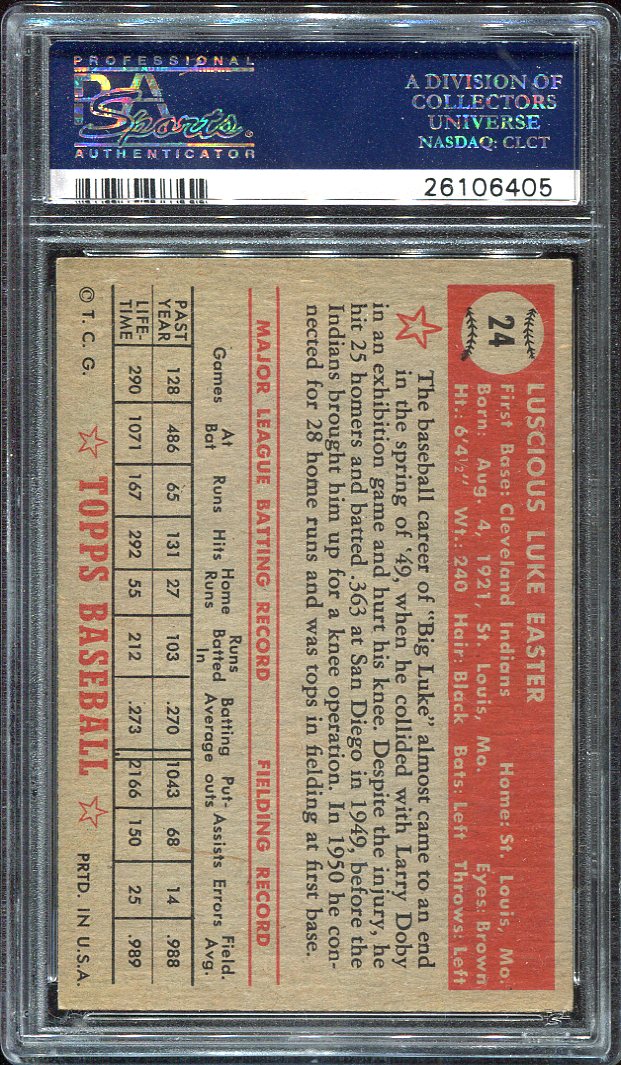 PROFESSIONAL
PSA
Sports
AUTHENTICATOR
A DIVISION OF
COLLECTORS
UNIVERSE
NASDAQ: CLCT
26106405
24
LUSCIOUS LUKE EASTER
First Base: Cleveland Indians Home: St. Louis, Mo.
Born: Aug. 4, 1921, St. Louis, Mo. Eyes: Brown
Ht.: 6'4½" Wt.: 240 Hair: Black Bats: Left Throws: Left
The baseball career of "Big Luke" almost came to an end
in the spring of '49, when he collided with Larry Doby
in an exhibition game and hurt his knee. Despite the injury, he
hit 25 homers and batted .363 at San Diego in 1949, before the
Indians brought him up for a knee operation. In 1950 he con-
nected for 28 home runs and was tops in fielding at first base.
MAJOR LEAGUE BATTING RECORD FIELDING RECORD
Games At Bat Runs Hits Home Runs Runs Batted In Batting Average Put-outs Assists Errors Field. Avg.
PAST YEAR 128 486 65 131 27 103 .270 1043 68 14 .988
LIFE-TIME 290 1071 167 292 55 212 .273 2166 150 25 .989
© T. C. G. TOPPS BASEBALL PRTD. IN U.S.A.